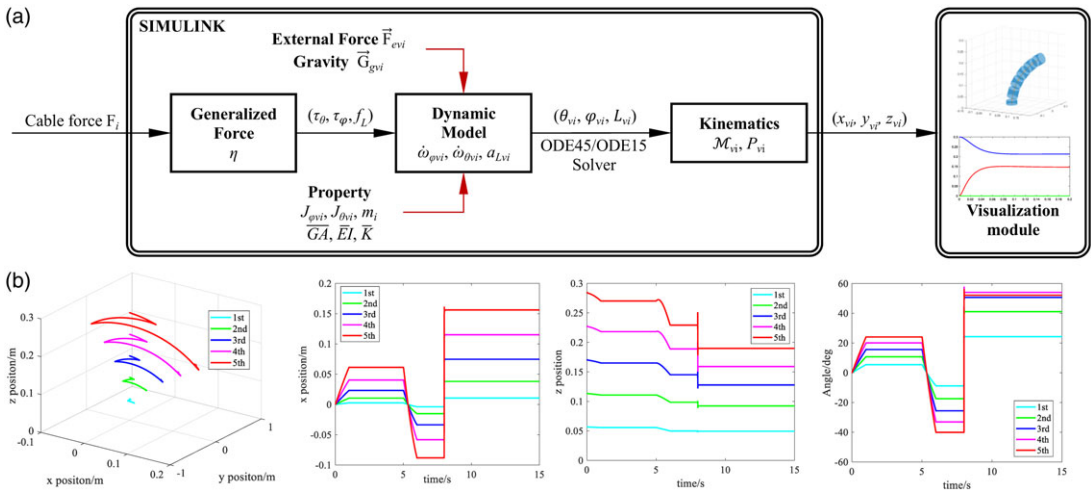 (a)
SIMULINK
External Force F⃗evi
Gravity G⃗gvi
Cable force Fi
Generalized
Force
η
(τθ, τφ, fL)
Dynamic
Model
ω̇φvi, ω̇θvi, aLvi
(θvi, φvi, Lvi)
ODE45/ODE15
Solver
Kinematics
ℳvi, Pvi
(xvi, yvi, zvi)
Property
Jφvi, Jθvi, mi
G̅A̅, E̅I̅, K̅
Visualization
module
(b)
z positon/m
0.3
0.2
0.1
0
-0.1
0
0.1
0.2
-1
0
1
x positon/m
y positon/m
1st
2nd
3rd
4th
5th
x position/m
0.2
0.15
0.1
0.05
0
-0.05
-0.1
0
5
10
15
time/s
1st
2nd
3rd
4th
5th
z position
0.3
0.25
0.2
0.15
0.1
0.05
0
0
5
10
15
time/s
1st
2nd
3rd
4th
5th
Angle/deg
60
40
20
0
-20
-40
-60
0
5
10
15
time/s
1st
2nd
3rd
4th
5th